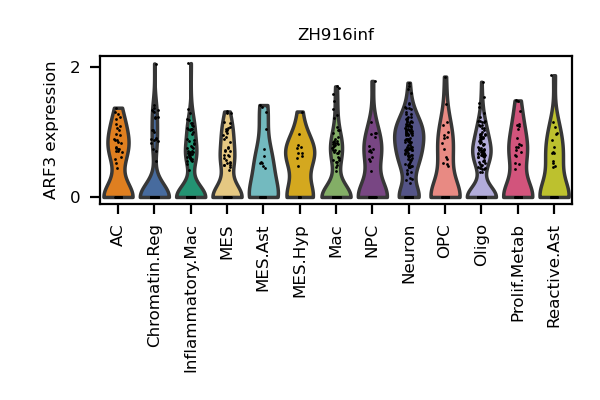 ZH916inf
ARF3 expression
2
0
AC
Chromatin.Reg
Inflammatory.Mac
MES
MES.Ast
MES.Hyp
Mac
NPC
Neuron
OPC
Oligo
Prolif.Metab
Reactive.Ast